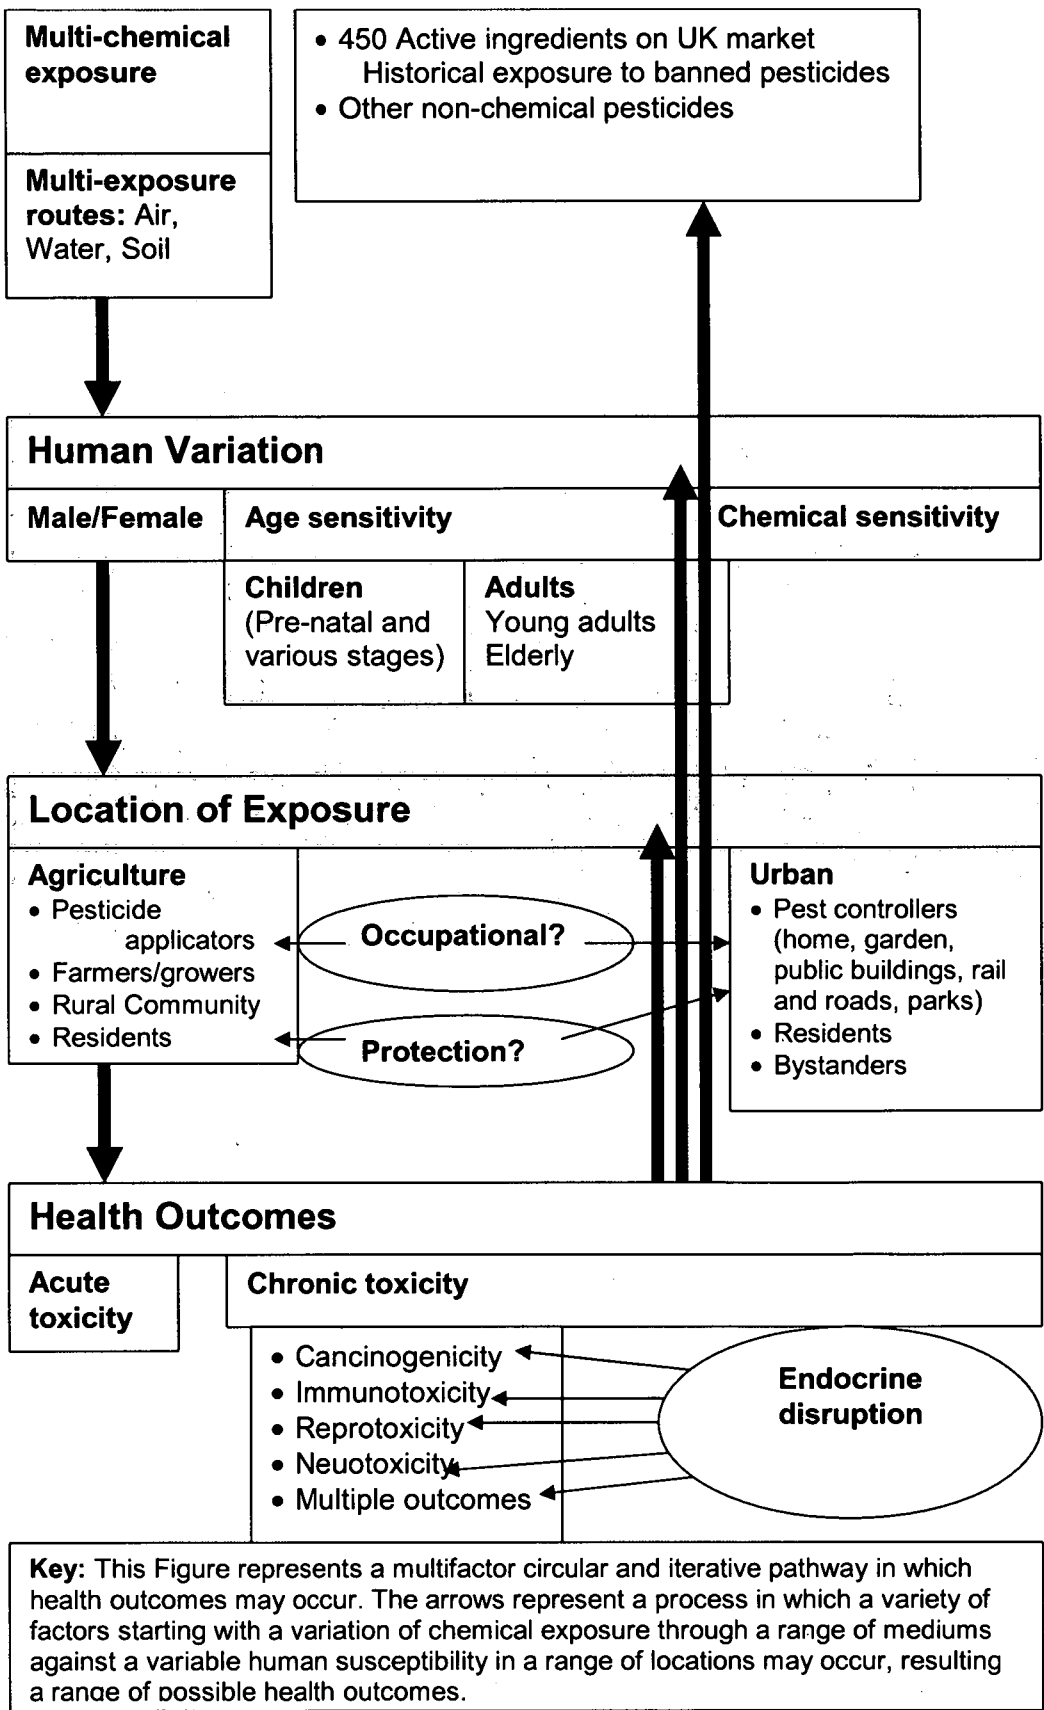 Multi-chemical
exposure
Multi-exposure
routes: Air,
Water, Soil
• 450 Active ingredients on UK market
Historical exposure to banned pesticides
• Other non-chemical pesticides
Human Variation
Male/Female
Age sensitivity
Chemical sensitivity
Children
(Pre-natal and
various stages)
Adults
Young adults
Elderly
Location of Exposure
Agriculture
• Pesticide
applicators
• Farmers/growers
• Rural Community
• Residents
Occupational?
Protection?
Urban
• Pest controllers
(home, garden,
public buildings, rail
and roads, parks)
• Residents
• Bystanders
Health Outcomes
Acute
toxicity
Chronic toxicity
• Cancinogenicity
• Immunotoxicity
• Reprotoxicity
• Neuotoxicity
• Multiple outcomes
Endocrine
disruption
Key: This Figure represents a multifactor circular and iterative pathway in which
health outcomes may occur. The arrows represent a process in which a variety of
factors starting with a variation of chemical exposure through a range of mediums
against a variable human susceptibility in a range of locations may occur, resulting
a range of possible health outcomes.